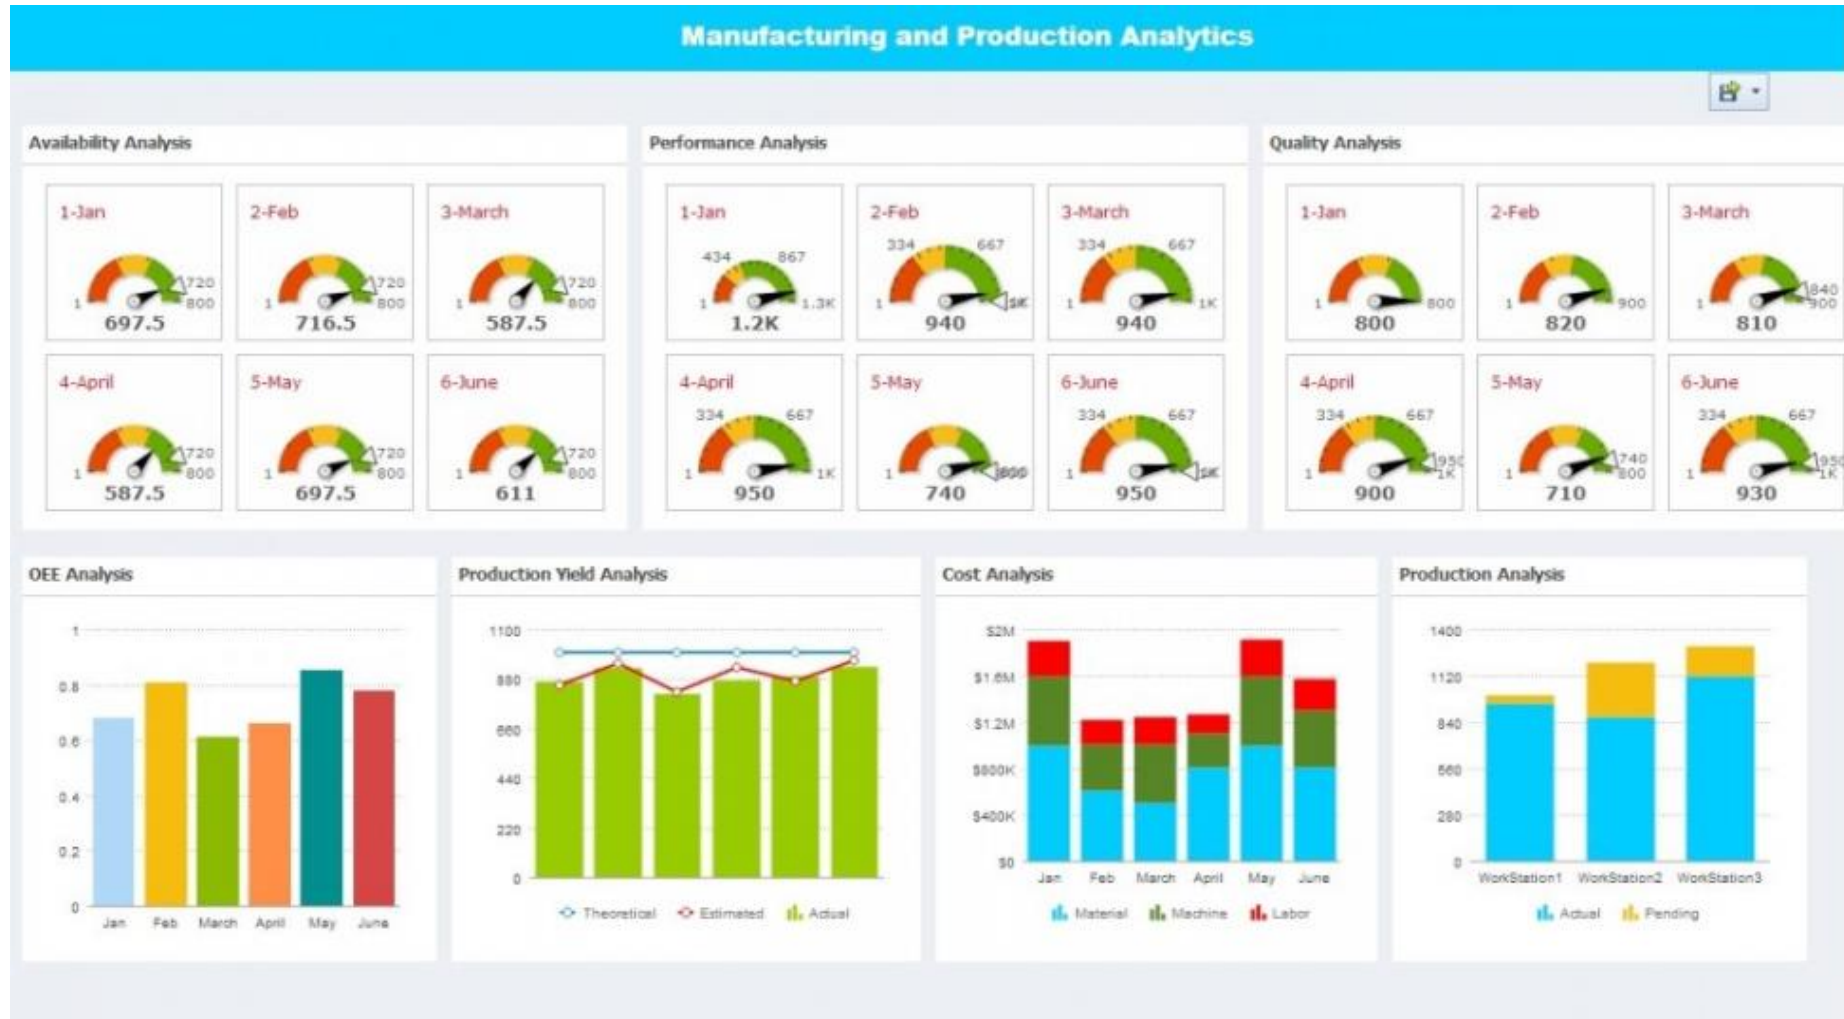 Manufacturing and Production Analytics
Availability Analysis
1-Jan
720
1
800
697.5
2-Feb
720
1
800
716.5
3-March
720
1
800
587.5
4-April
720
1
800
587.5
5-May
720
1
800
697.5
6-June
720
1
800
611
Performance Analysis
1-Jan
434
867
1
1.3K
1.2K
2-Feb
334
667
1
940
3-March
334
667
1
1K
940
4-April
334
667
1
1K
950
5-May
1
740
6-June
334
667
1
950
Quality Analysis
1-Jan
1
800
800
2-Feb
1
900
820
3-March
840
1
900
810
4-April
334
667
950
1
1K
900
5-May
740
1
800
710
6-June
334
667
950
1
1K
930
OEE Analysis
1
0.8
0.6
0.4
0.2
0
Jan Feb March April May June
Production Yield Analysis
1100
880
660
440
220
0
Theoretical Estimated Actual
Cost Analysis
$2M
$1.6M
$1.2M
$800K
$400K
$0
Jan Feb March April May June
Material Machine Labor
Production Analysis
1400
1120
840
560
280
0
WorkStation1 WorkStation2 WorkStation3
Actual Pending